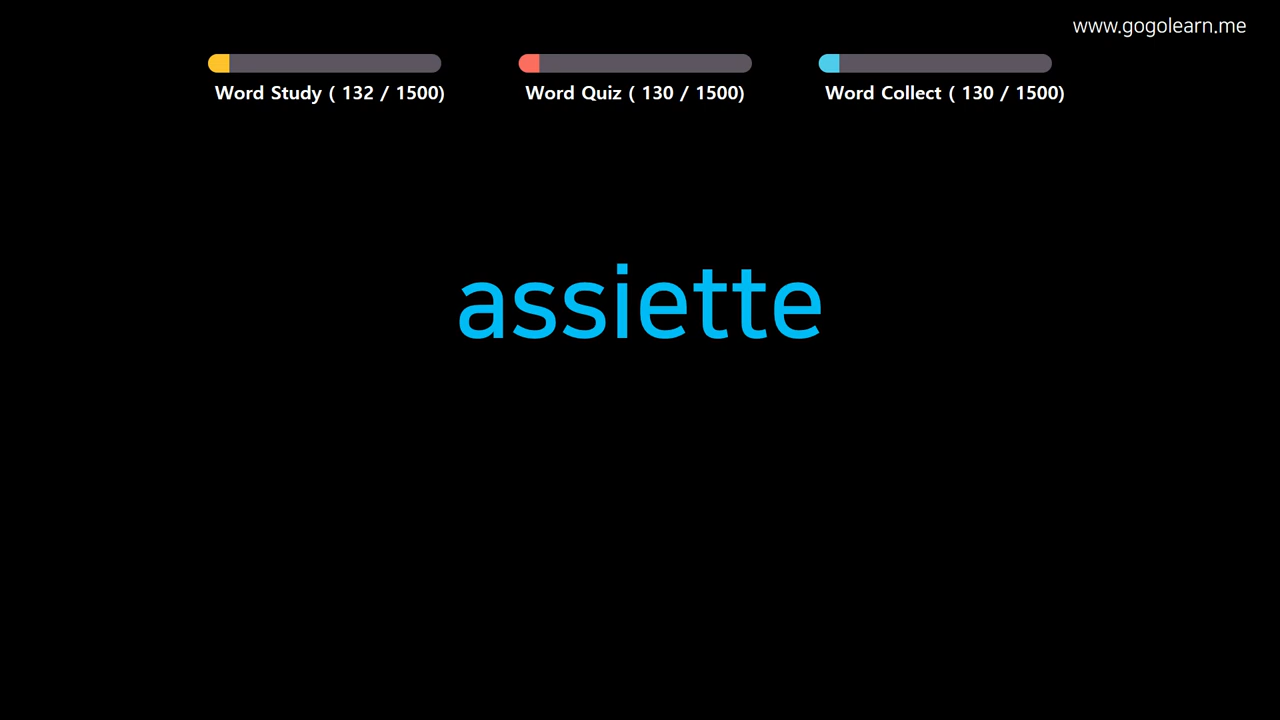 www.gogolearn.me
Word Study ( 132 / 1500) Word Quiz ( 130 / 1500) Word Collect ( 130 / 1500)
assiette